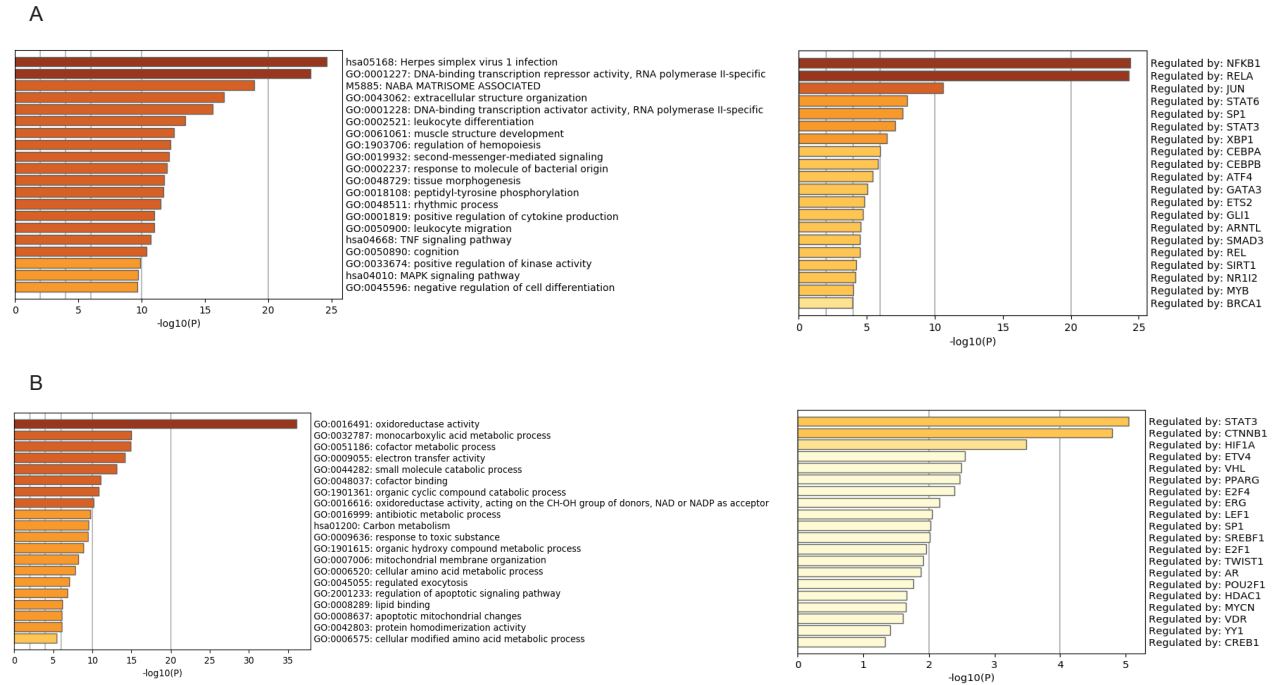 A
hsa05168: Herpes simplex virus 1 infection
GO:0001227: DNA-binding transcription repressor activity, RNA polymerase II-specific
M5885: NABA MATRISOME ASSOCIATED
GO:0043062: extracellular structure organization
GO:0001228: DNA-binding transcription activator activity, RNA polymerase II-specific
GO:0002521: leukocyte differentiation
GO:0061061: muscle structure development
GO:1903706: regulation of hemopoiesis
GO:0019932: second-messenger-mediated signaling
GO:0002237: response to molecule of bacterial origin
GO:0048729: tissue morphogenesis
GO:0018108: peptidyl-tyrosine phosphorylation
GO:0048511: rhythmic process
GO:0001819: positive regulation of cytokine production
GO:0050900: leukocyte migration
hsa04668: TNF signaling pathway
GO:0050890: cognition
GO:0033674: positive regulation of kinase activity
hsa04010: MAPK signaling pathway
GO:0045596: negative regulation of cell differentiation
0 5 10 15 20 25
-log10(P)
Regulated by: NFKB1
Regulated by: RELA
Regulated by: JUN
Regulated by: STAT6
Regulated by: SP1
Regulated by: STAT3
Regulated by: XBP1
Regulated by: CEBPA
Regulated by: CEBPB
Regulated by: ATF4
Regulated by: GATA3
Regulated by: ETS2
Regulated by: GLI1
Regulated by: ARNTL
Regulated by: SMAD3
Regulated by: REL
Regulated by: SIRT1
Regulated by: NR1I2
Regulated by: MYB
Regulated by: BRCA1
0 5 10 15 20 25
-log10(P)
B
GO:0016491: oxidoreductase activity
GO:0032787: monocarboxylic acid metabolic process
GO:0051186: cofactor metabolic process
GO:0009055: electron transfer activity
GO:0044282: small molecule catabolic process
GO:0048037: cofactor binding
GO:1901361: organic cyclic compound catabolic process
GO:0016616: oxidoreductase activity, acting on the CH-OH group of donors, NAD or NADP as acceptor
GO:0016999: antibiotic metabolic process
hsa01200: Carbon metabolism
GO:0009636: response to toxic substance
GO:1901615: organic hydroxy compound metabolic process
GO:0007006: mitochondrial membrane organization
GO:0006520: cellular amino acid metabolic process
GO:0045055: regulated exocytosis
GO:2001233: regulation of apoptotic signaling pathway
GO:0008289: lipid binding
GO:0008637: apoptotic mitochondrial changes
GO:0042803: protein homodimerization activity
GO:0006575: cellular modified amino acid metabolic process
0 5 10 15 20 25 30 35
-log10(P)
Regulated by: STAT3
Regulated by: CTNNB1
Regulated by: HIF1A
Regulated by: ETV4
Regulated by: VHL
Regulated by: PPARG
Regulated by: E2F4
Regulated by: ERG
Regulated by: LEF1
Regulated by: SP1
Regulated by: SREBF1
Regulated by: E2F1
Regulated by: TWIST1
Regulated by: AR
Regulated by: POU2F1
Regulated by: HDAC1
Regulated by: MYCN
Regulated by: VDR
Regulated by: YY1
Regulated by: CREB1
0 1 2 3 4 5
-log10(P)